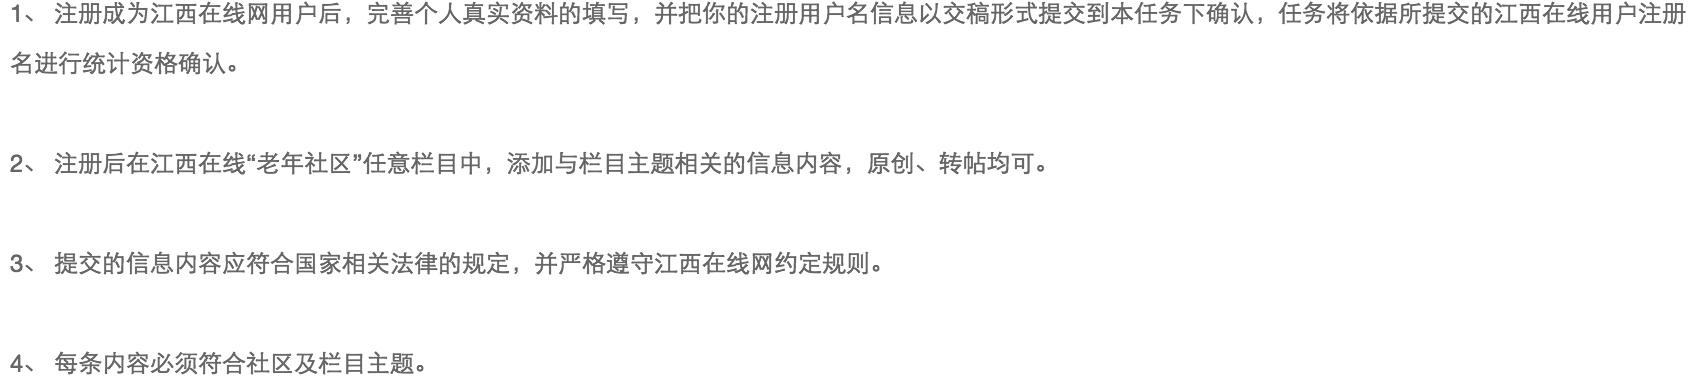 1、 注册成为江西在线网用户后，完善个人真实资料的填写，并把你的注册用户名信息以交稿形式提交到本任务下确认，任务将依据所提交的江西在线用户注册
名进行统计资格确认。
2、 注册后在江西在线“老年社区”任意栏目中，添加与栏目主题相关的信息内容，原创、转帖均可。
3、 提交的信息内容应符合国家相关法律的规定，并严格遵守江西在线网约定规则。
4、 每条内容必须符合社区及栏目主题。